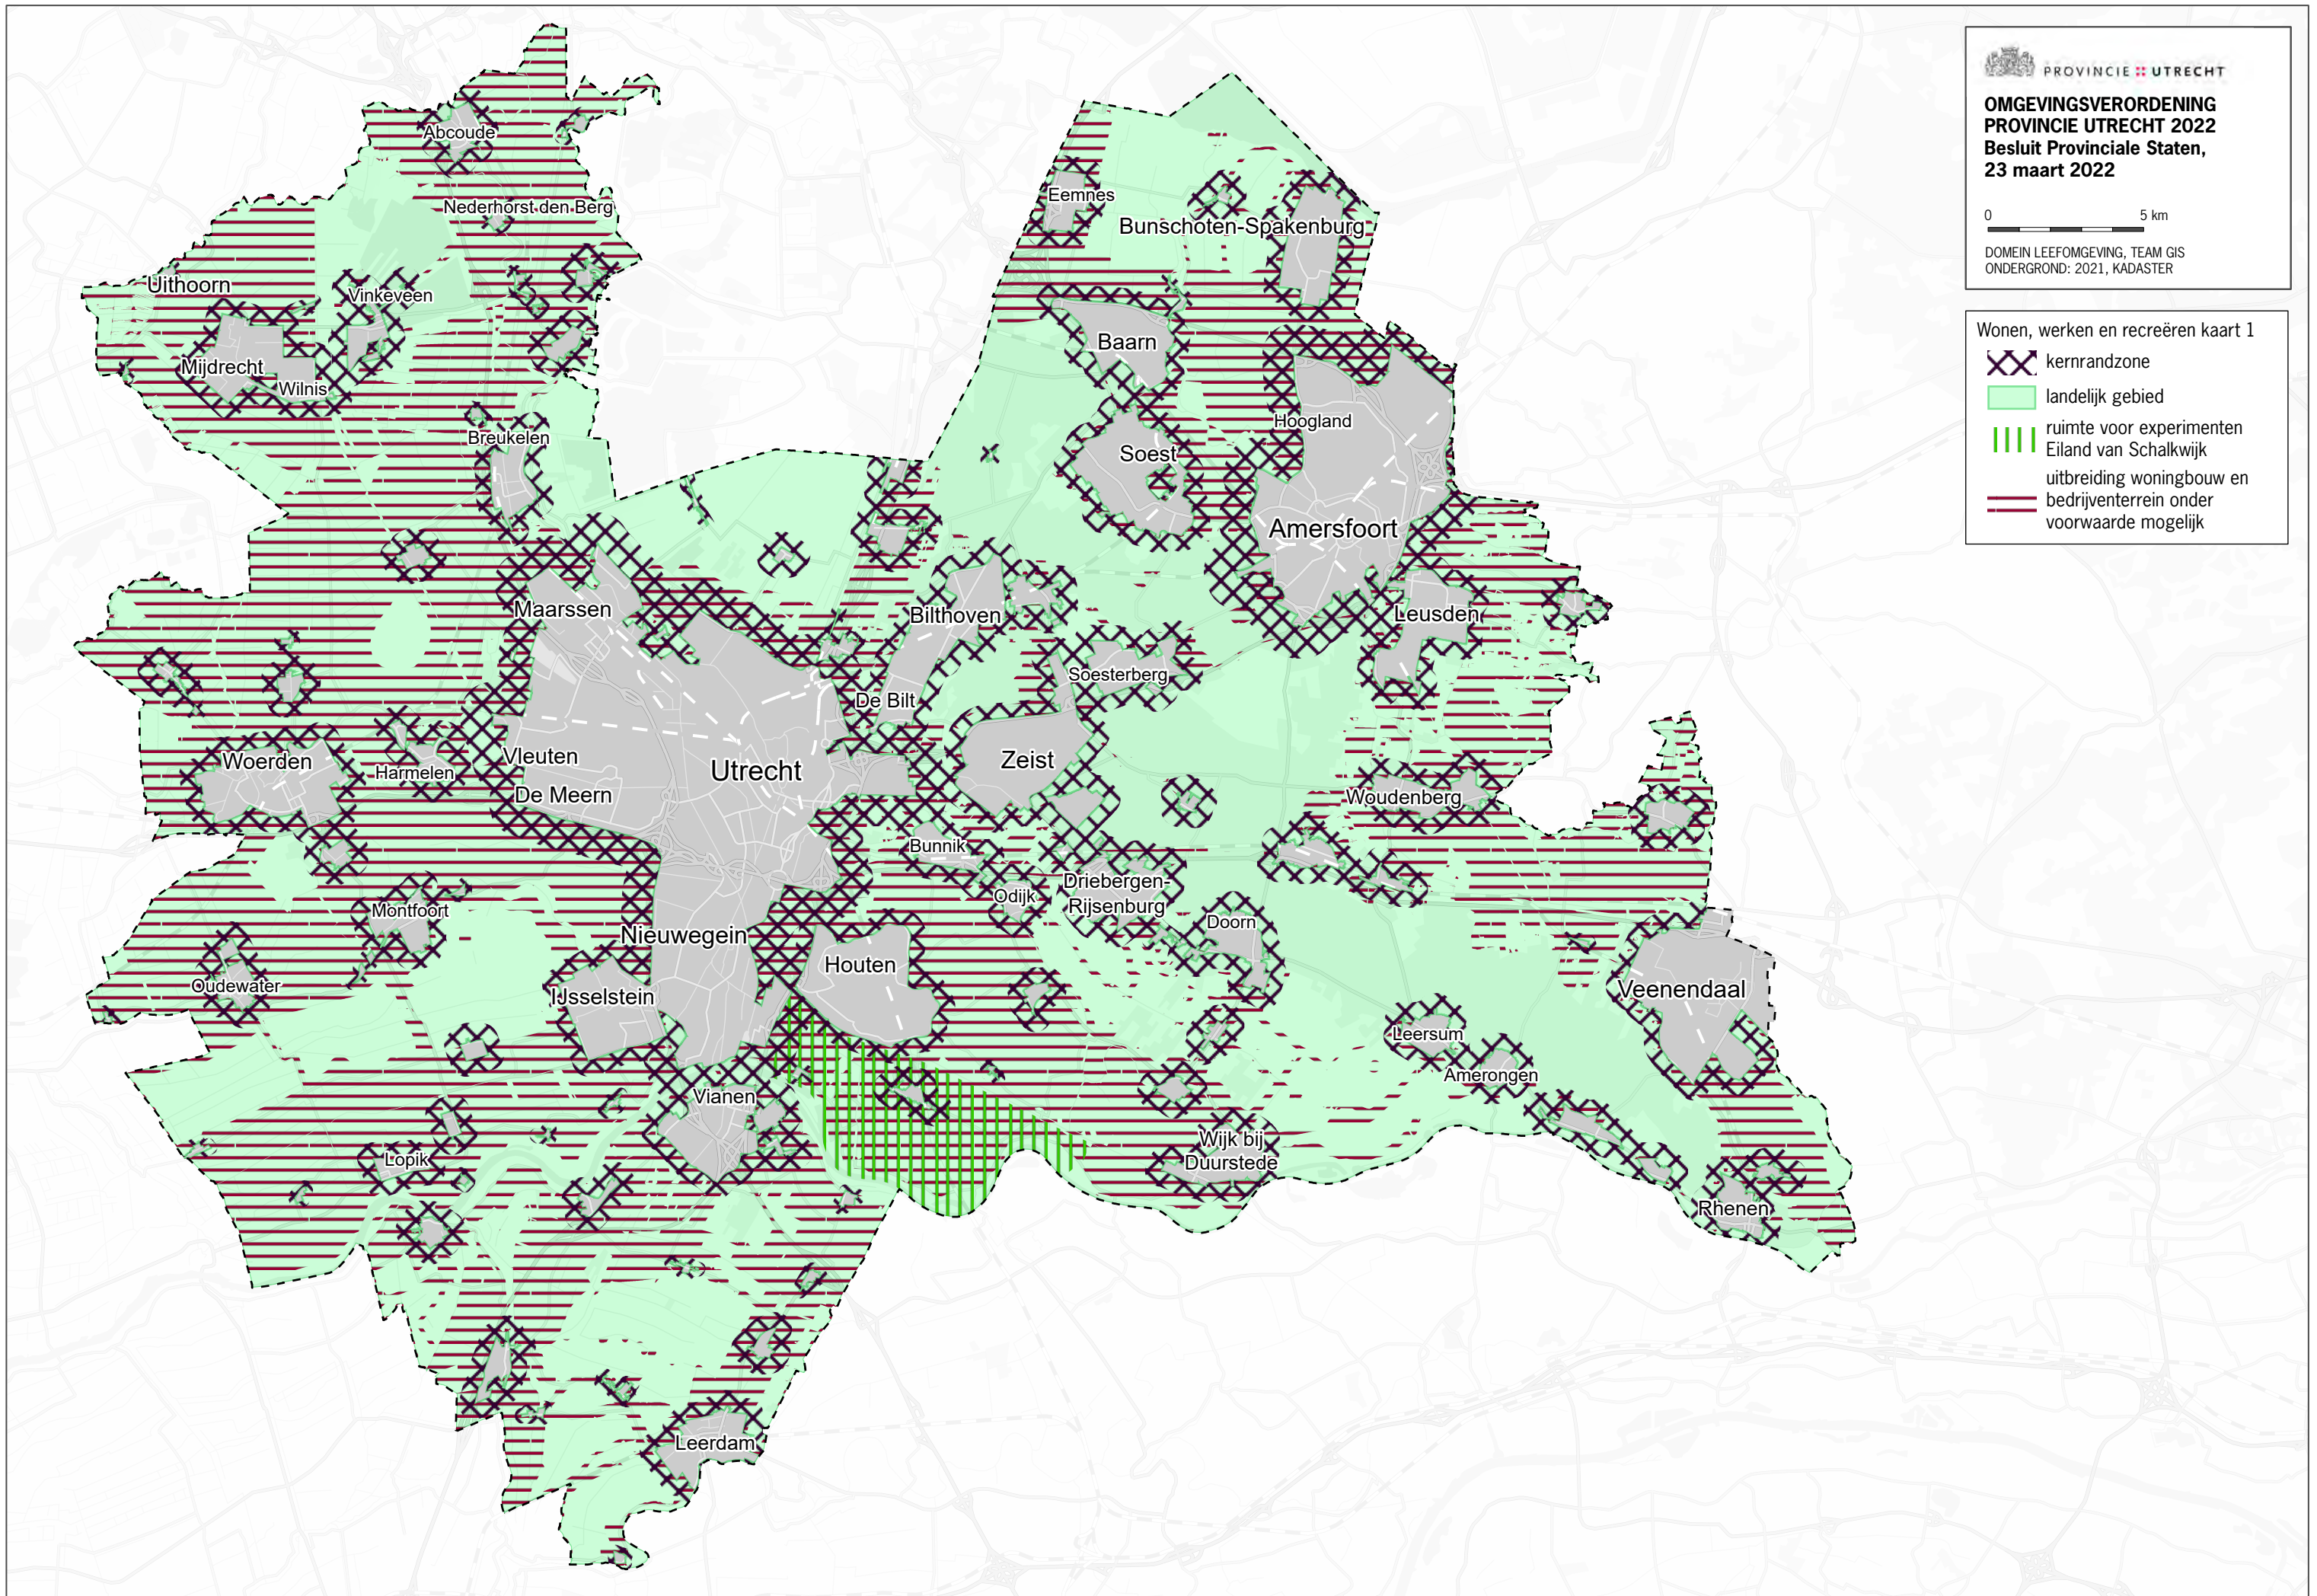 PROVINCIE UTRECHT
OMGEVINGSVERORDENING
PROVINCIE UTRECHT 2022
Besluit Provinciale Staten,
23 maart 2022
0 5 km
DOMEIN LEEFOMGEVING, TEAM GIS
ONDERGROND: 2021, KADASTER
Wonen, werken en recreëren kaart 1
kernrandzone
landelijk gebied
ruimte voor experimenten
Eiland van Schalkwijk
uitbreiding woningbouw en
bedrijventerrein onder
voorwaarde mogelijk
Abcoude
Nederhorst den Berg
Eemnes
Bunschoten-Spakenburg
Uithoorn
Vinkeveen
Baarn
Mijdrecht
Wilnis
Hoogland
Breukelen
Soest
Amersfoort
Maarssen
Bilthoven
Leusden
Soesterberg
De Bilt
Vleuten
Woerden
Harmelen
Utrecht
Zeist
De Meern
Woudenberg
Bunnik
Driebergen-
Rijsenburg
Odijk
Montfoort
Doorn
Nieuwegein
Houten
Oudewater
IJsselstein
Veenendaal
Leersum
Amerongen
Vianen
Wijk bij
Duurstede
Lopik
Rhenen
Leerdam